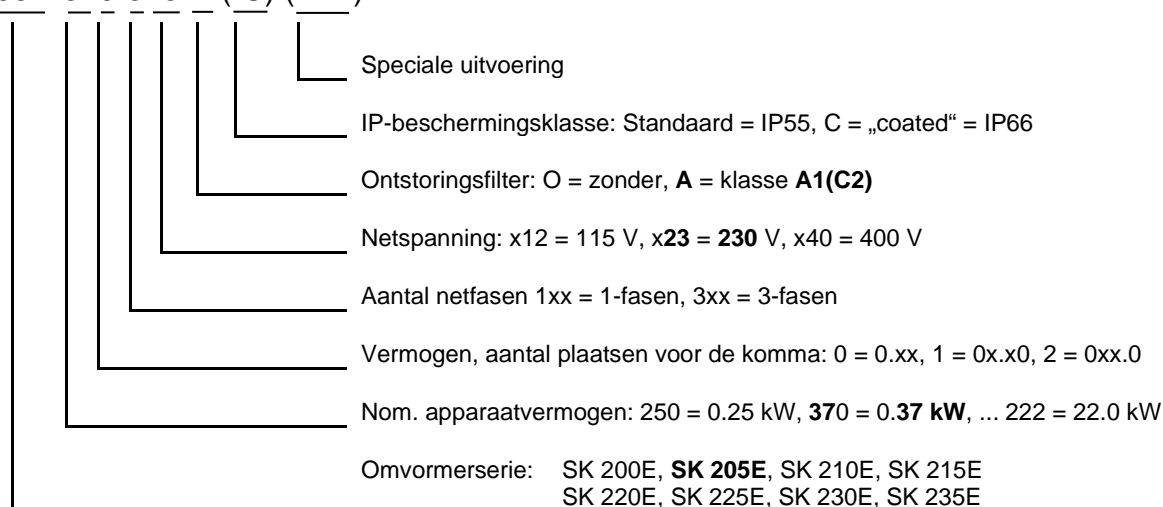 Speciale uitvoering
IP-beschermingsklasse: Standaard = IP55, C = „coated“ = IP66
Ontstoringsfilter: O = zonder, A = klasse A1(C2)
Netspanning: x12 = 115 V, x23 = 230 V, x40 = 400 V
Aantal netfasen 1xx = 1-fasen, 3xx = 3-fasen
Vermogen, aantal plaatsen voor de komma: 0 = 0.xx, 1 = 0x.x0, 2 = 0xx.0
Nom. apparaatvermogen: 250 = 0.25 kW, 370 = 0.37 kW, ... 222 = 22.0 kW
Omvormerserie: SK 200E, SK 205E, SK 210E, SK 215E
SK 220E, SK 225E, SK 230E, SK 235E